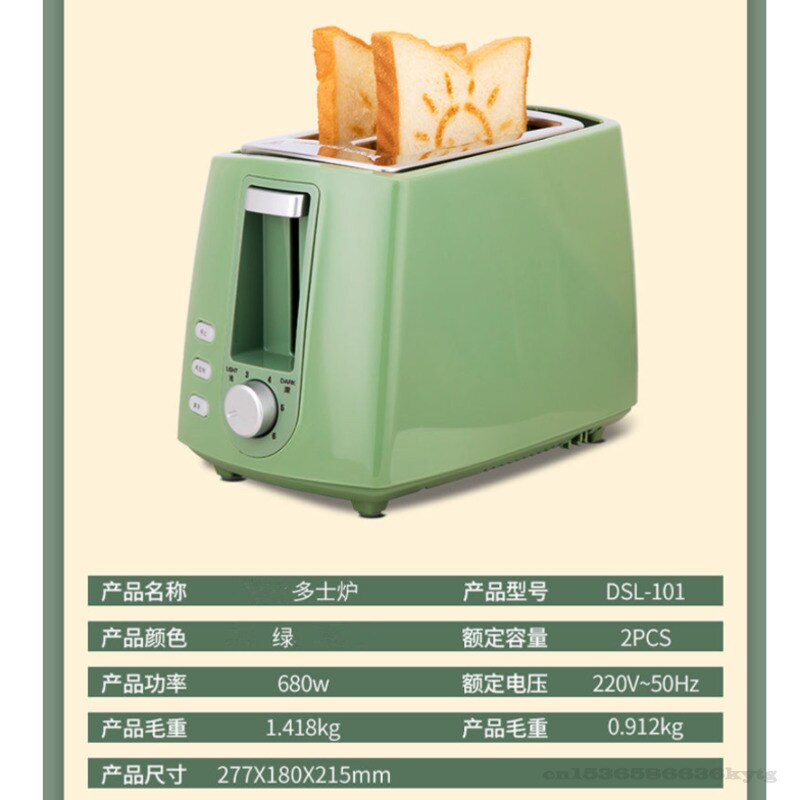 LIGHT 3 4 DARK
浅 深
5
6
产品名称 多士炉 产品型号 DSL-101
产品颜色 绿 额定容量 2PCS
产品功率 680w 额定电压 220V~50Hz
产品毛重 1.418kg 产品毛重 0.912kg
产品尺寸 277X180X215mm
cn1536586636kytg